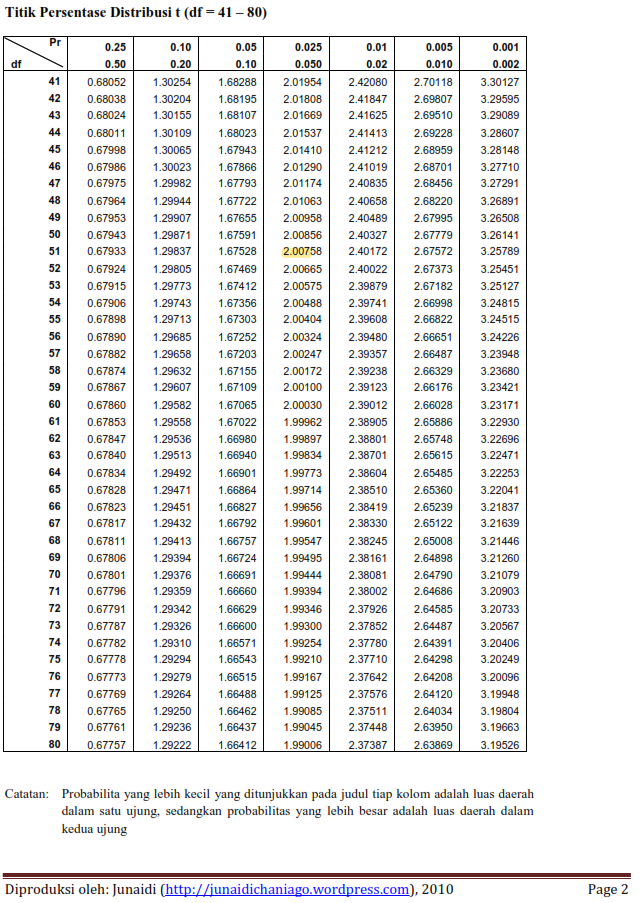 Titik Persentase Distribusi t (df = 41 – 80)
Pr 0.25 0.10 0.05 0.025 0.01 0.005 0.001
df 0.50 0.20 0.10 0.050 0.02 0.010 0.002
41 0.68052 1.30254 1.68288 2.01954 2.42080 2.70118 3.30127
42 0.68038 1.30204 1.68195 2.01808 2.41847 2.69807 3.29595
43 0.68024 1.30155 1.68107 2.01669 2.41625 2.69510 3.29089
44 0.68011 1.30109 1.68023 2.01537 2.41413 2.69228 3.28607
45 0.67998 1.30065 1.67943 2.01410 2.41212 2.68959 3.28148
46 0.67986 1.30023 1.67866 2.01290 2.41019 2.68701 3.27710
47 0.67975 1.29982 1.67793 2.01174 2.40835 2.68456 3.27291
48 0.67964 1.29944 1.67722 2.01063 2.40658 2.68220 3.26891
49 0.67953 1.29907 1.67655 2.00958 2.40489 2.67995 3.26508
50 0.67943 1.29871 1.67591 2.00856 2.40327 2.67779 3.26141
51 0.67933 1.29837 1.67528 2.00758 2.40172 2.67572 3.25789
52 0.67924 1.29805 1.67469 2.00665 2.40022 2.67373 3.25451
53 0.67915 1.29773 1.67412 2.00575 2.39879 2.67182 3.25127
54 0.67906 1.29743 1.67356 2.00488 2.39741 2.66998 3.24815
55 0.67898 1.29713 1.67303 2.00404 2.39608 2.66822 3.24515
56 0.67890 1.29685 1.67252 2.00324 2.39480 2.66651 3.24226
57 0.67882 1.29658 1.67203 2.00247 2.39357 2.66487 3.23948
58 0.67874 1.29632 1.67155 2.00172 2.39238 2.66329 3.23680
59 0.67867 1.29607 1.67109 2.00100 2.39123 2.66176 3.23421
60 0.67860 1.29582 1.67065 2.00030 2.39012 2.66028 3.23171
61 0.67853 1.29558 1.67022 1.99962 2.38905 2.65886 3.22930
62 0.67847 1.29536 1.66980 1.99897 2.38801 2.65748 3.22696
63 0.67840 1.29513 1.66940 1.99834 2.38701 2.65615 3.22471
64 0.67834 1.29492 1.66901 1.99773 2.38604 2.65485 3.22253
65 0.67828 1.29471 1.66864 1.99714 2.38510 2.65360 3.22041
66 0.67823 1.29451 1.66827 1.99656 2.38419 2.65239 3.21837
67 0.67817 1.29432 1.66792 1.99601 2.38330 2.65122 3.21639
68 0.67811 1.29413 1.66757 1.99547 2.38245 2.65008 3.21446
69 0.67806 1.29394 1.66724 1.99495 2.38161 2.64898 3.21260
70 0.67801 1.29376 1.66691 1.99444 2.38081 2.64790 3.21079
71 0.67796 1.29359 1.66660 1.99394 2.38002 2.64686 3.20903
72 0.67791 1.29342 1.66629 1.99346 2.37926 2.64585 3.20733
73 0.67787 1.29326 1.66600 1.99300 2.37852 2.64487 3.20567
74 0.67782 1.29310 1.66571 1.99254 2.37780 2.64391 3.20406
75 0.67778 1.29294 1.66543 1.99210 2.37710 2.64298 3.20249
76 0.67773 1.29279 1.66515 1.99167 2.37642 2.64208 3.20096
77 0.67769 1.29264 1.66488 1.99125 2.37576 2.64120 3.19948
78 0.67765 1.29250 1.66462 1.99085 2.37511 2.64034 3.19804
79 0.67761 1.29236 1.66437 1.99045 2.37448 2.63950 3.19663
80 0.67757 1.29222 1.66412 1.99006 2.37387 2.63869 3.19526
Catatan: Probabilita yang lebih kecil yang ditunjukkan pada judul tiap kolom adalah luas daerah
dalam satu ujung, sedangkan probabilitas yang lebih besar adalah luas daerah dalam
kedua ujung
Diproduksi oleh: Junaidi (http://junaidichaniago.wordpress.com), 2010 Page 2